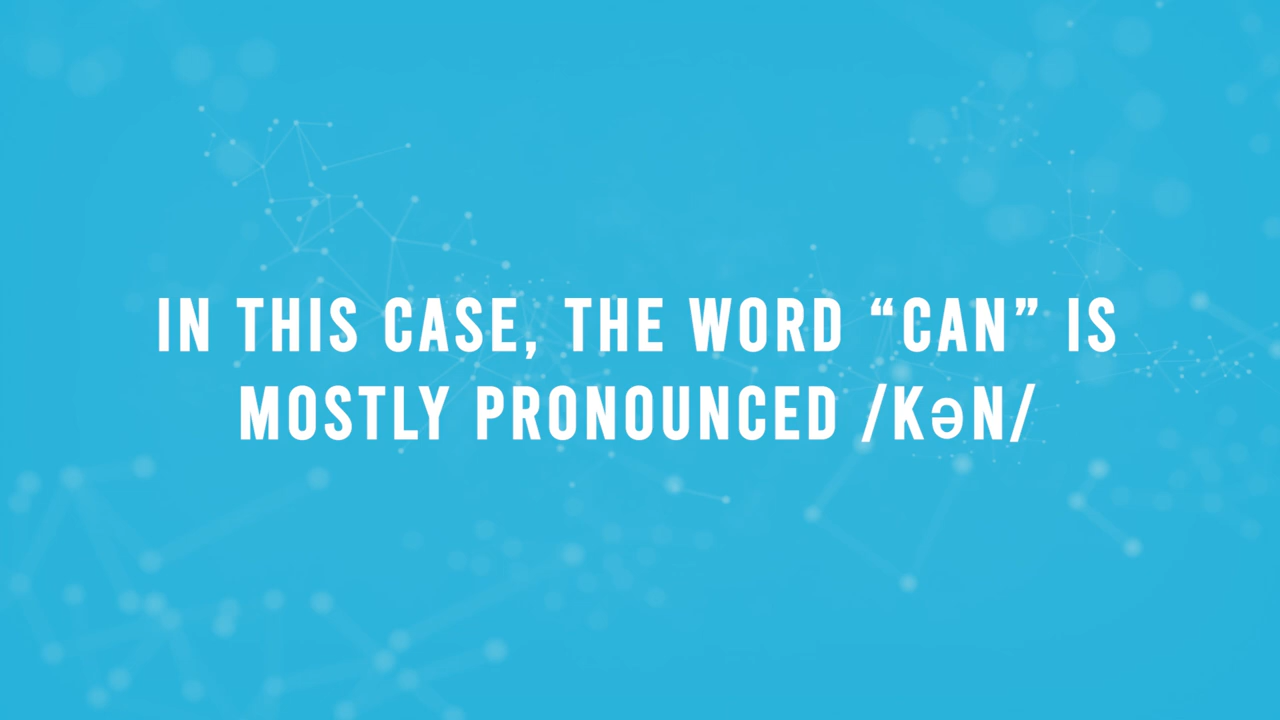 IN THIS CASE, THE WORD “CAN” IS
MOSTLY PRONOUNCED /KəN/